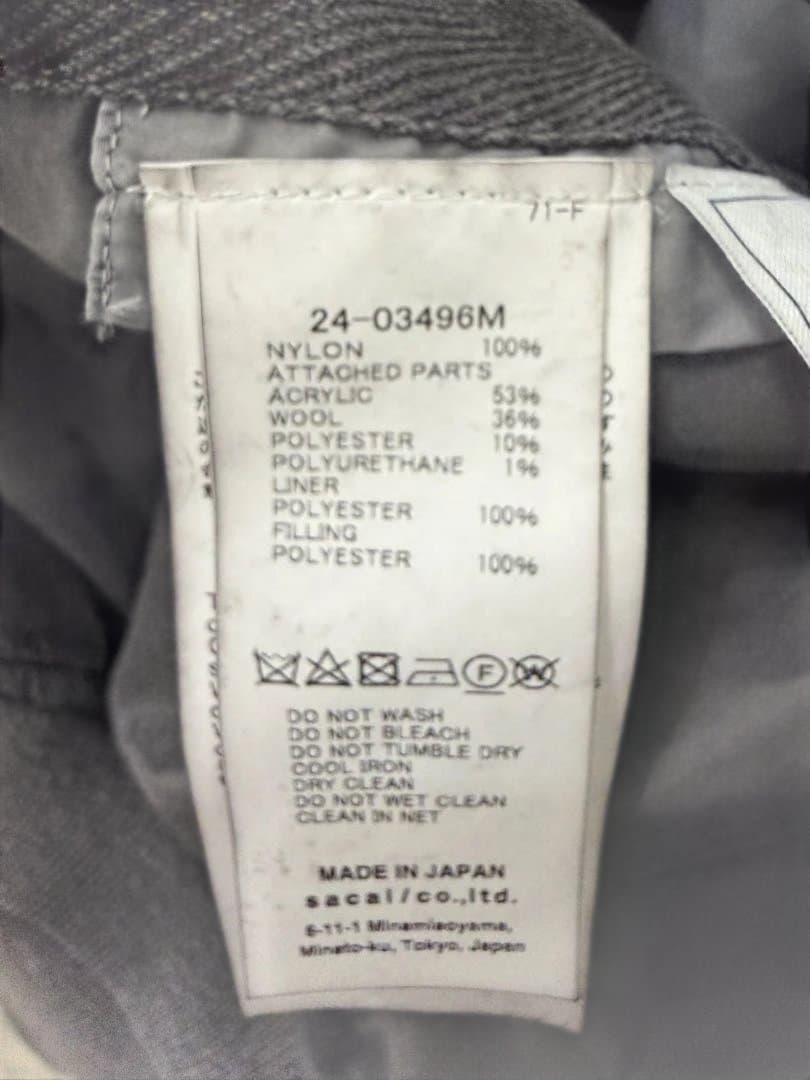 71-F
24-03496M
NYLON 100%
ATTACHED PARTS
ACRYLIC 53%
WOOL 36%
POLYESTER 10%
POLYURETHANE 1%
LINER
POLYESTER 100%
FILLING
POLYESTER 100%
F W
DO NOT WASH
DO NOT BLEACH
DO NOT TUMBLE DRY
COOL IRON
DRY CLEAN
DO NOT WET CLEAN
CLEAN IN NET
MADE IN JAPAN
sacai/co.,ltd.
6-11-1 Minamiaoyama,
Minato-ku, Tokyo, Japan